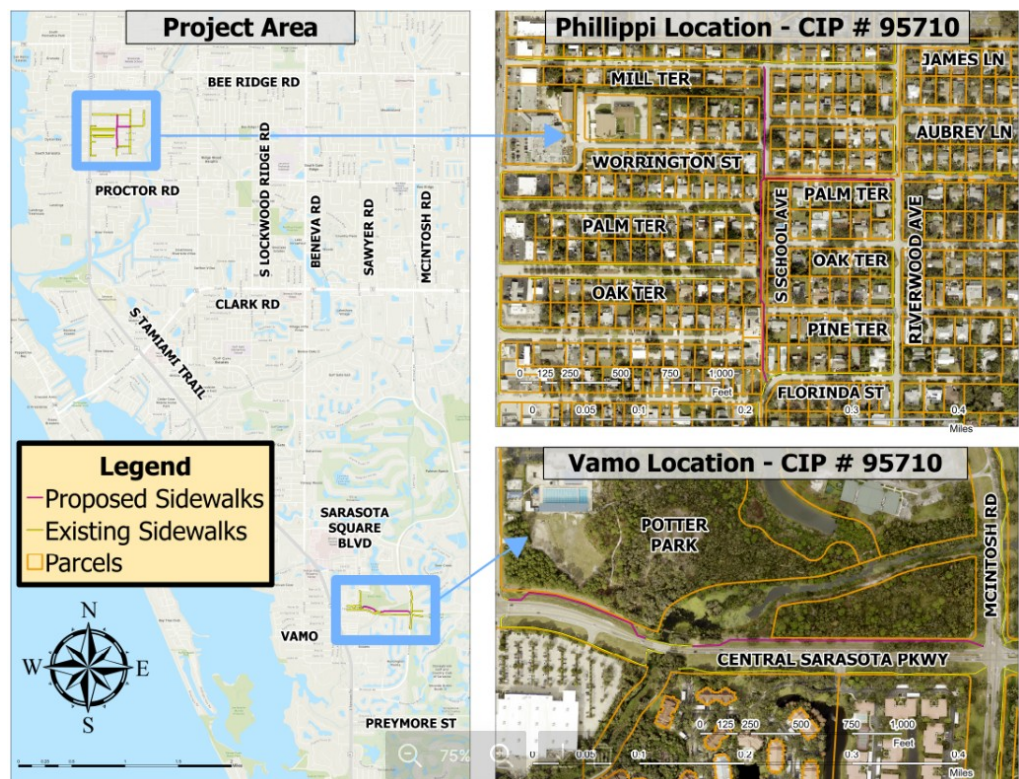 Project Area
BEE RIDGE RD
PROCTOR RD
S LOCKWOOD RIDGE RD
BENEVA RD
SAWYER RD
MCINTOSH RD
CLARK RD
S TAMIAMI TRAIL
Legend
Proposed Sidewalks
Existing Sidewalks
Parcels
SARASOTA
SQUARE
BLVD
N
W
E
S
VAMO
PREYMORE ST
75%
Phillippi Location - CIP # 95710
JAMES LN
MILL TER
AUBREY LN
WORRINGTON ST
PALM TER
PALM TER
S SCHOOL AVE
RIVERWOOD AVE
OAK TER
OAK TER
PINE TER
0 125 250 500 750 1,000
Feet
FLORINDA ST
0 0.05 0.1 0.2 0.3 0.4
Miles
Vamo Location - CIP # 95710
POTTER
PARK
MCINTOSH RD
CENTRAL SARASOTA PKWY
0 125 250 500 750 1,000
Feet
0 0.05 0.1 0.2 0.3 0.4
Miles